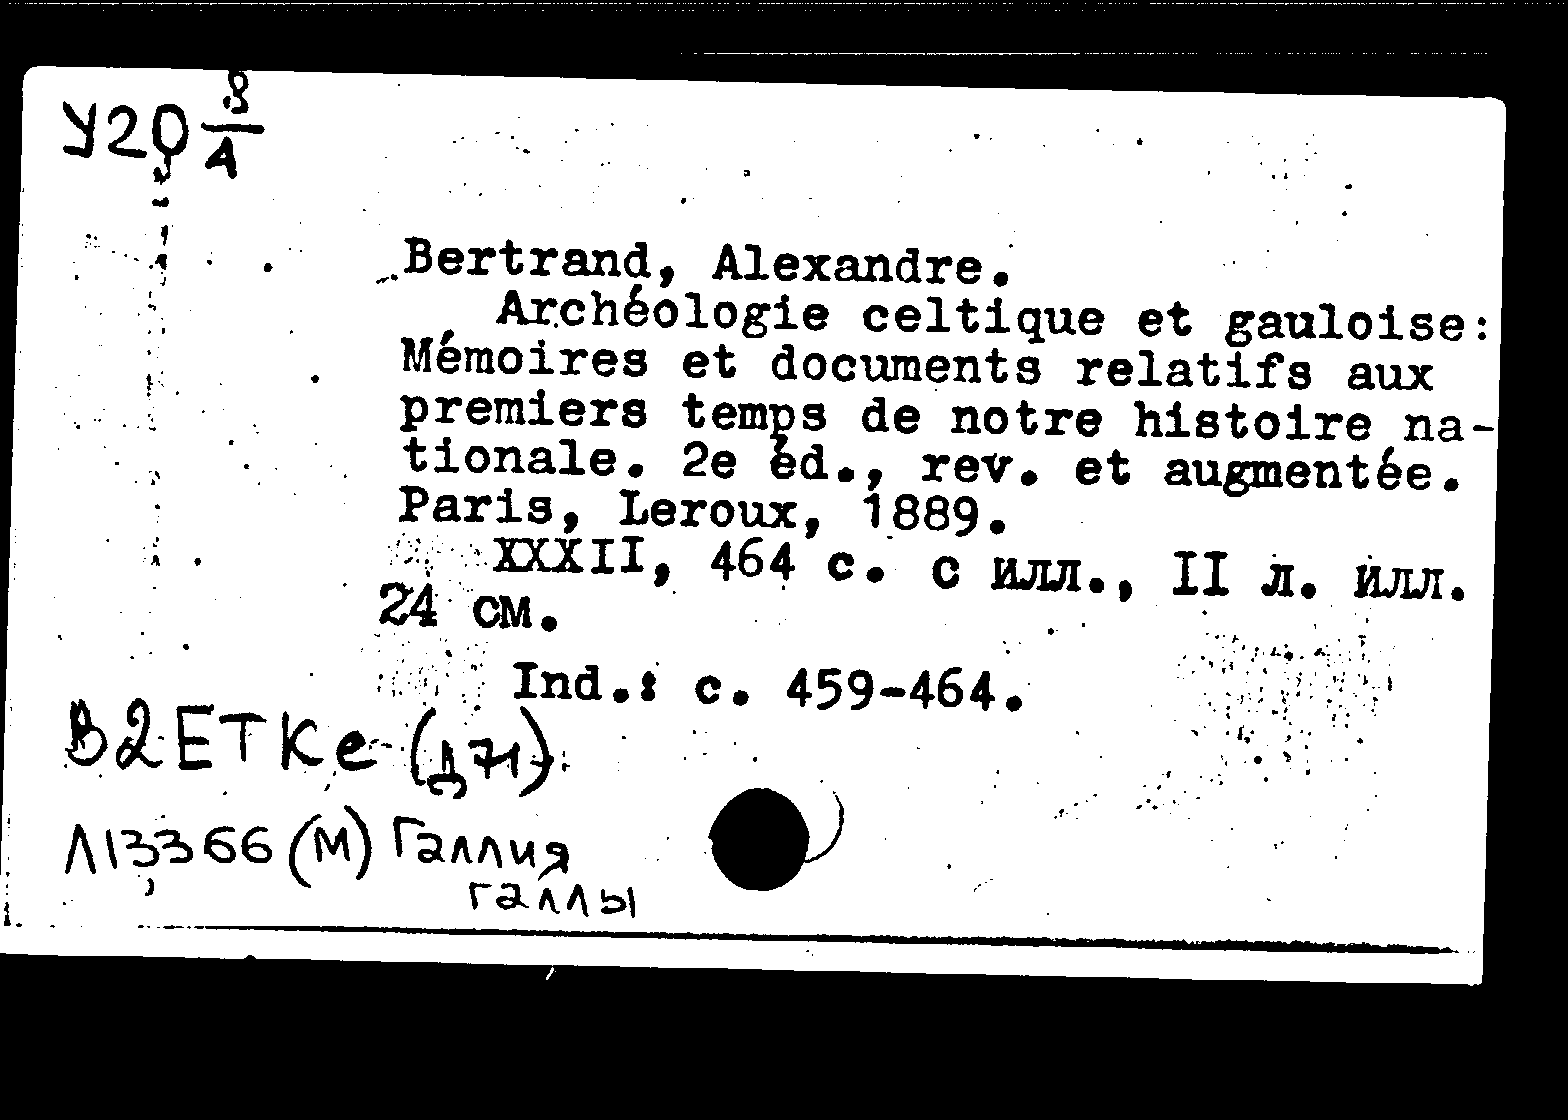 У20 8/А
Bertrand, Alexandre.
Archéologie celtique et gauloise:
Mémoires et documents relatifs aux
premiers temps de notre histoire na-
tionale. 2e éd., rev. et augmentée.
Paris, Leroux, 1889.
XXXII, 464 с. с илл., II л. илл.
24 см.
Ind.: с. 459-464.
В2ЕТКе (Д71)
Л13366 (М) Галлия
галлы